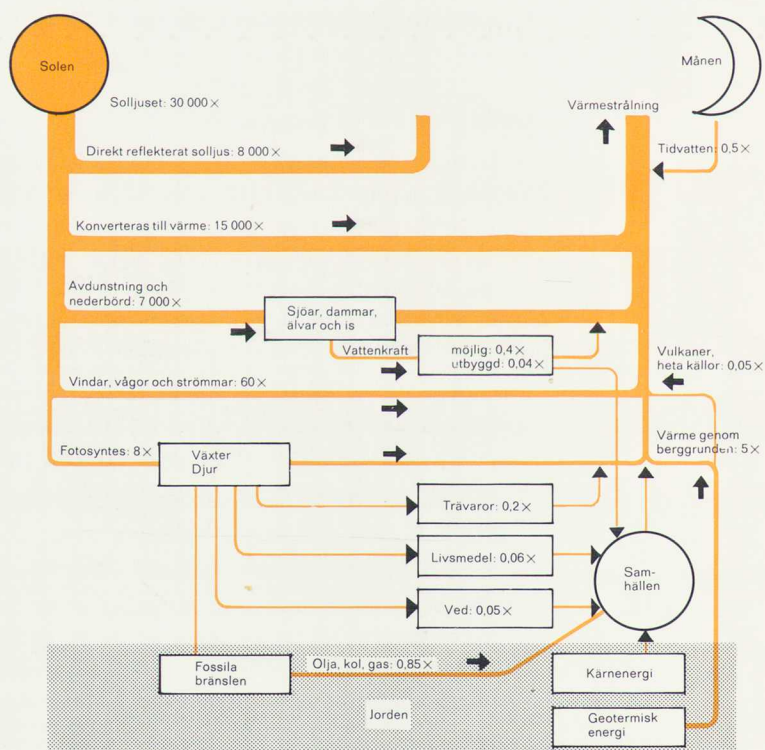 Solen
Månen
Solljuset: 30 000×
Värmestrålning
Direkt reflekterat solljus: 8 000×
Tidvatten: 0,5×
Konverteras till värme: 15 000×
Avdunstning och
nederbörd: 7 000×
Sjöar, dammar,
älvar och is
Vattenkraft
möjlig: 0,4×
utbyggd: 0,04×
Vulkaner,
heta källor: 0,05×
Vindar, vågor och strömmar: 60×
Fotosyntes: 8×
Växter
Djur
Värme genom
berggrunden: 5×
Trävaror: 0,2×
Livsmedel: 0,06×
Sam-
hällen
Ved: 0,05×
Fossila
bränslen
Olja, kol, gas: 0,85×
Kärnenergi
Jorden
Geotermisk
energi